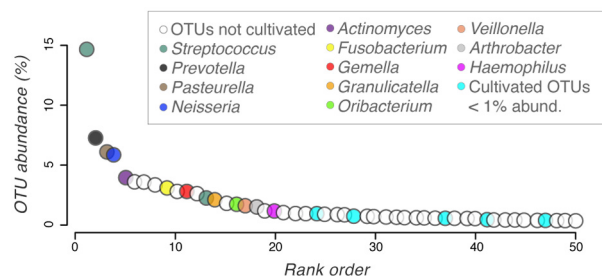 OTUs not cultivated
Streptococcus
Prevotella
Pasteurella
Neisseria
Actinomyces
Fusobacterium
Gemella
Granulicatella
Oribacterium
Veillonella
Arthrobacter
Haemophilus
Cultivated OTUs
< 1% abund.
OTU abundance (%)
15
10
5
0
0 10 20 30 40 50
Rank order